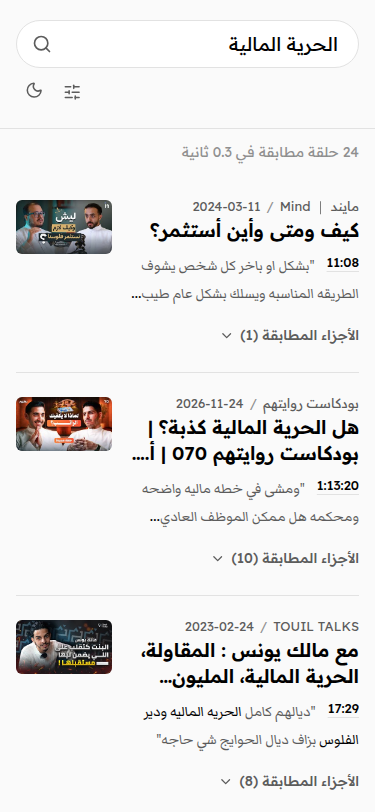 الحرية المالية
24 حلقة مطابقة في 0.3 ثانية
مايند | Mind / 2024-03-11
كيف ومتى وأين أستثمر؟
11:08 "بشكل او باخر كل شخص يشوف
الطريقه المناسبه ويسلك بشكل عام طيب...
الأجزاء المطابقة (1)
بودكاست روايتهم / 2026-11-24
هل الحرية المالية كذبة؟ |
بودكاست روايتهم 070 | أ....
1:13:20 "ومشى في خطه ماليه واضحه
ومحكمه هل ممكن الموظف العادي...
الأجزاء المطابقة (10)
TOUIL TALKS / 2023-02-24
مع مالك يونس : المقاولة،
الحرية المالية، المليون...
17:29 "ديالهم كامل الحريه الماليه ودير
الفلوس بزاف ديال الحوايج شي حاجه"
الأجزاء المطابقة (8)